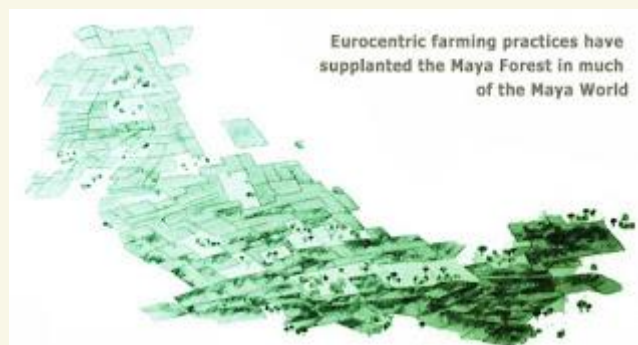 Eurocentric farming practices have
supplanted the Maya Forest in much
of the Maya World